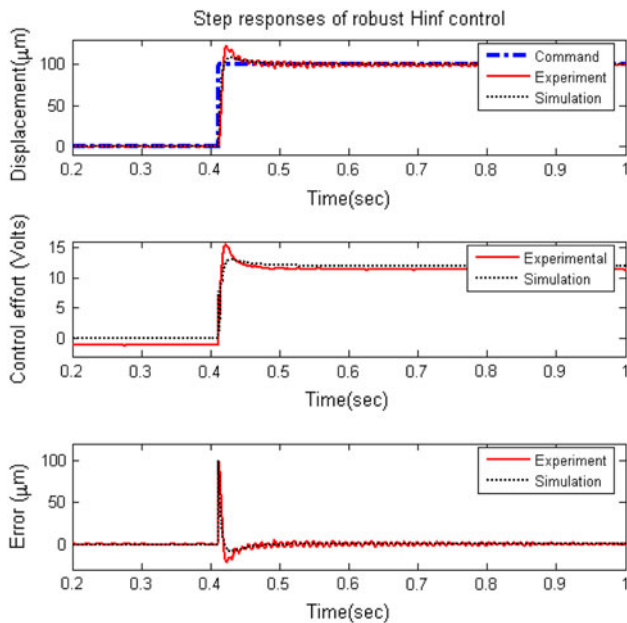 Step responses of robust Hinf control
Displacement(μm)
100
50
0
Command
Experiment
Simulation
0.2 0.3 0.4 0.5 0.6 0.7 0.8 0.9 1
Time(sec)
Control effort (Volts)
15
10
5
0
Experimental
Simulation
0.2 0.3 0.4 0.5 0.6 0.7 0.8 0.9 1
Time(sec)
Error (μm)
100
50
0
Experiment
Simulation
0.2 0.3 0.4 0.5 0.6 0.7 0.8 0.9 1
Time(sec)